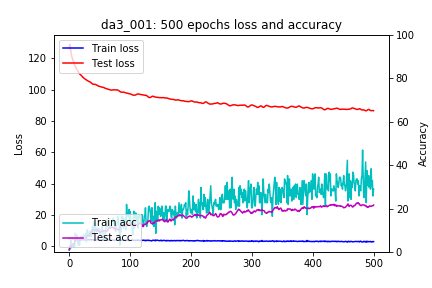 da3_001: 500 epochs loss and accuracy
Train loss
Test loss
Train acc
Test acc
Loss
Accuracy
0
20
40
60
80
100
120
0
20
40
60
80
100
0
100
200
300
400
500